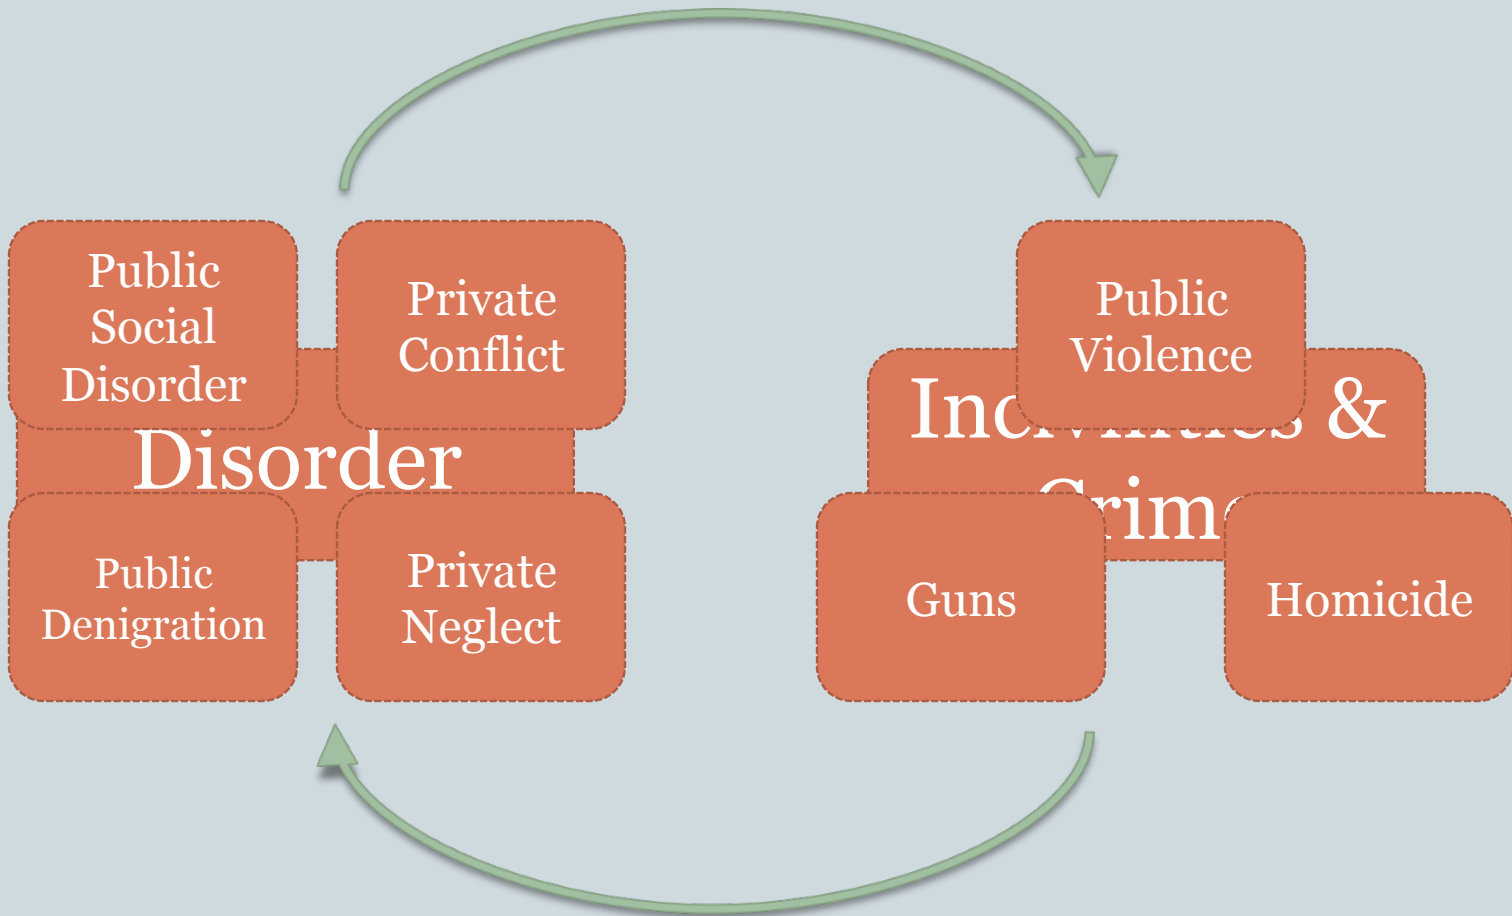 Public
Social
Disorder
Private
Conflict
Disorder
Public
Denigration
Private
Neglect
Public
Violence
&
Guns
Homicide